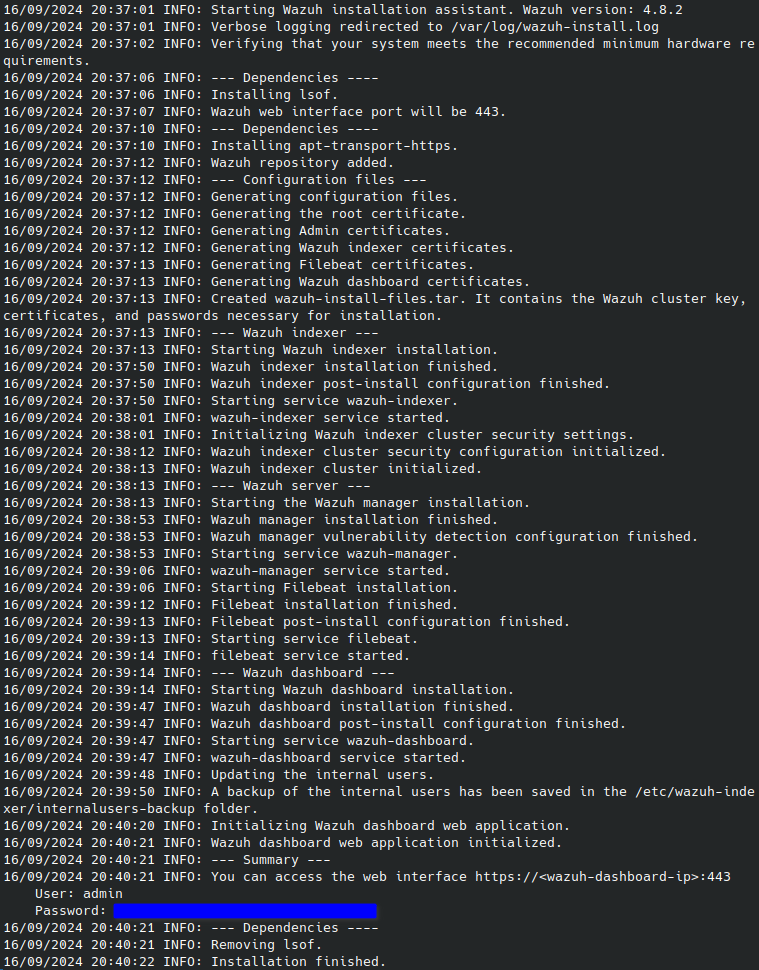 16/09/2024 20:37:01 INFO: Starting Wazuh installation assistant. Wazuh version: 4.8.2
16/09/2024 20:37:01 INFO: Verbose logging redirected to /var/log/wazuh-install.log
16/09/2024 20:37:02 INFO: Verifying that your system meets the recommended minimum hardware re
quirements.
16/09/2024 20:37:06 INFO: --- Dependencies ----
16/09/2024 20:37:06 INFO: Installing lsof.
16/09/2024 20:37:07 INFO: Wazuh web interface port will be 443.
16/09/2024 20:37:10 INFO: --- Dependencies ----
16/09/2024 20:37:10 INFO: Installing apt-transport-https.
16/09/2024 20:37:12 INFO: Wazuh repository added.
16/09/2024 20:37:12 INFO: --- Configuration files ---
16/09/2024 20:37:12 INFO: Generating configuration files.
16/09/2024 20:37:12 INFO: Generating the root certificate.
16/09/2024 20:37:12 INFO: Generating Admin certificates.
16/09/2024 20:37:12 INFO: Generating Wazuh indexer certificates.
16/09/2024 20:37:13 INFO: Generating Filebeat certificates.
16/09/2024 20:37:13 INFO: Generating Wazuh dashboard certificates.
16/09/2024 20:37:13 INFO: Created wazuh-install-files.tar. It contains the Wazuh cluster key,
certificates, and passwords necessary for installation.
16/09/2024 20:37:13 INFO: --- Wazuh indexer ---
16/09/2024 20:37:13 INFO: Starting Wazuh indexer installation.
16/09/2024 20:37:50 INFO: Wazuh indexer installation finished.
16/09/2024 20:37:50 INFO: Wazuh indexer post-install configuration finished.
16/09/2024 20:37:50 INFO: Starting service wazuh-indexer.
16/09/2024 20:38:01 INFO: wazuh-indexer service started.
16/09/2024 20:38:01 INFO: Initializing Wazuh indexer cluster security settings.
16/09/2024 20:38:12 INFO: Wazuh indexer cluster security configuration initialized.
16/09/2024 20:38:13 INFO: Wazuh indexer cluster initialized.
16/09/2024 20:38:13 INFO: --- Wazuh server ---
16/09/2024 20:38:13 INFO: Starting the Wazuh manager installation.
16/09/2024 20:38:53 INFO: Wazuh manager installation finished.
16/09/2024 20:38:53 INFO: Wazuh manager vulnerability detection configuration finished.
16/09/2024 20:38:53 INFO: Starting service wazuh-manager.
16/09/2024 20:39:06 INFO: wazuh-manager service started.
16/09/2024 20:39:06 INFO: Starting Filebeat installation.
16/09/2024 20:39:12 INFO: Filebeat installation finished.
16/09/2024 20:39:13 INFO: Filebeat post-install configuration finished.
16/09/2024 20:39:13 INFO: Starting service filebeat.
16/09/2024 20:39:14 INFO: filebeat service started.
16/09/2024 20:39:14 INFO: --- Wazuh dashboard ---
16/09/2024 20:39:14 INFO: Starting Wazuh dashboard installation.
16/09/2024 20:39:47 INFO: Wazuh dashboard installation finished.
16/09/2024 20:39:47 INFO: Wazuh dashboard post-install configuration finished.
16/09/2024 20:39:47 INFO: Starting service wazuh-dashboard.
16/09/2024 20:39:47 INFO: wazuh-dashboard service started.
16/09/2024 20:39:48 INFO: Updating the internal users.
16/09/2024 20:39:50 INFO: A backup of the internal users has been saved in the /etc/wazuh-inde
xer/internalusers-backup folder.
16/09/2024 20:40:20 INFO: Initializing Wazuh dashboard web application.
16/09/2024 20:40:21 INFO: Wazuh dashboard web application initialized.
16/09/2024 20:40:21 INFO: --- Summary ---
16/09/2024 20:40:21 INFO: You can access the web interface https://<wazuh-dashboard-ip>:443
    User: admin
    Password:
16/09/2024 20:40:21 INFO: --- Dependencies ----
16/09/2024 20:40:21 INFO: Removing lsof.
16/09/2024 20:40:22 INFO: Installation finished.